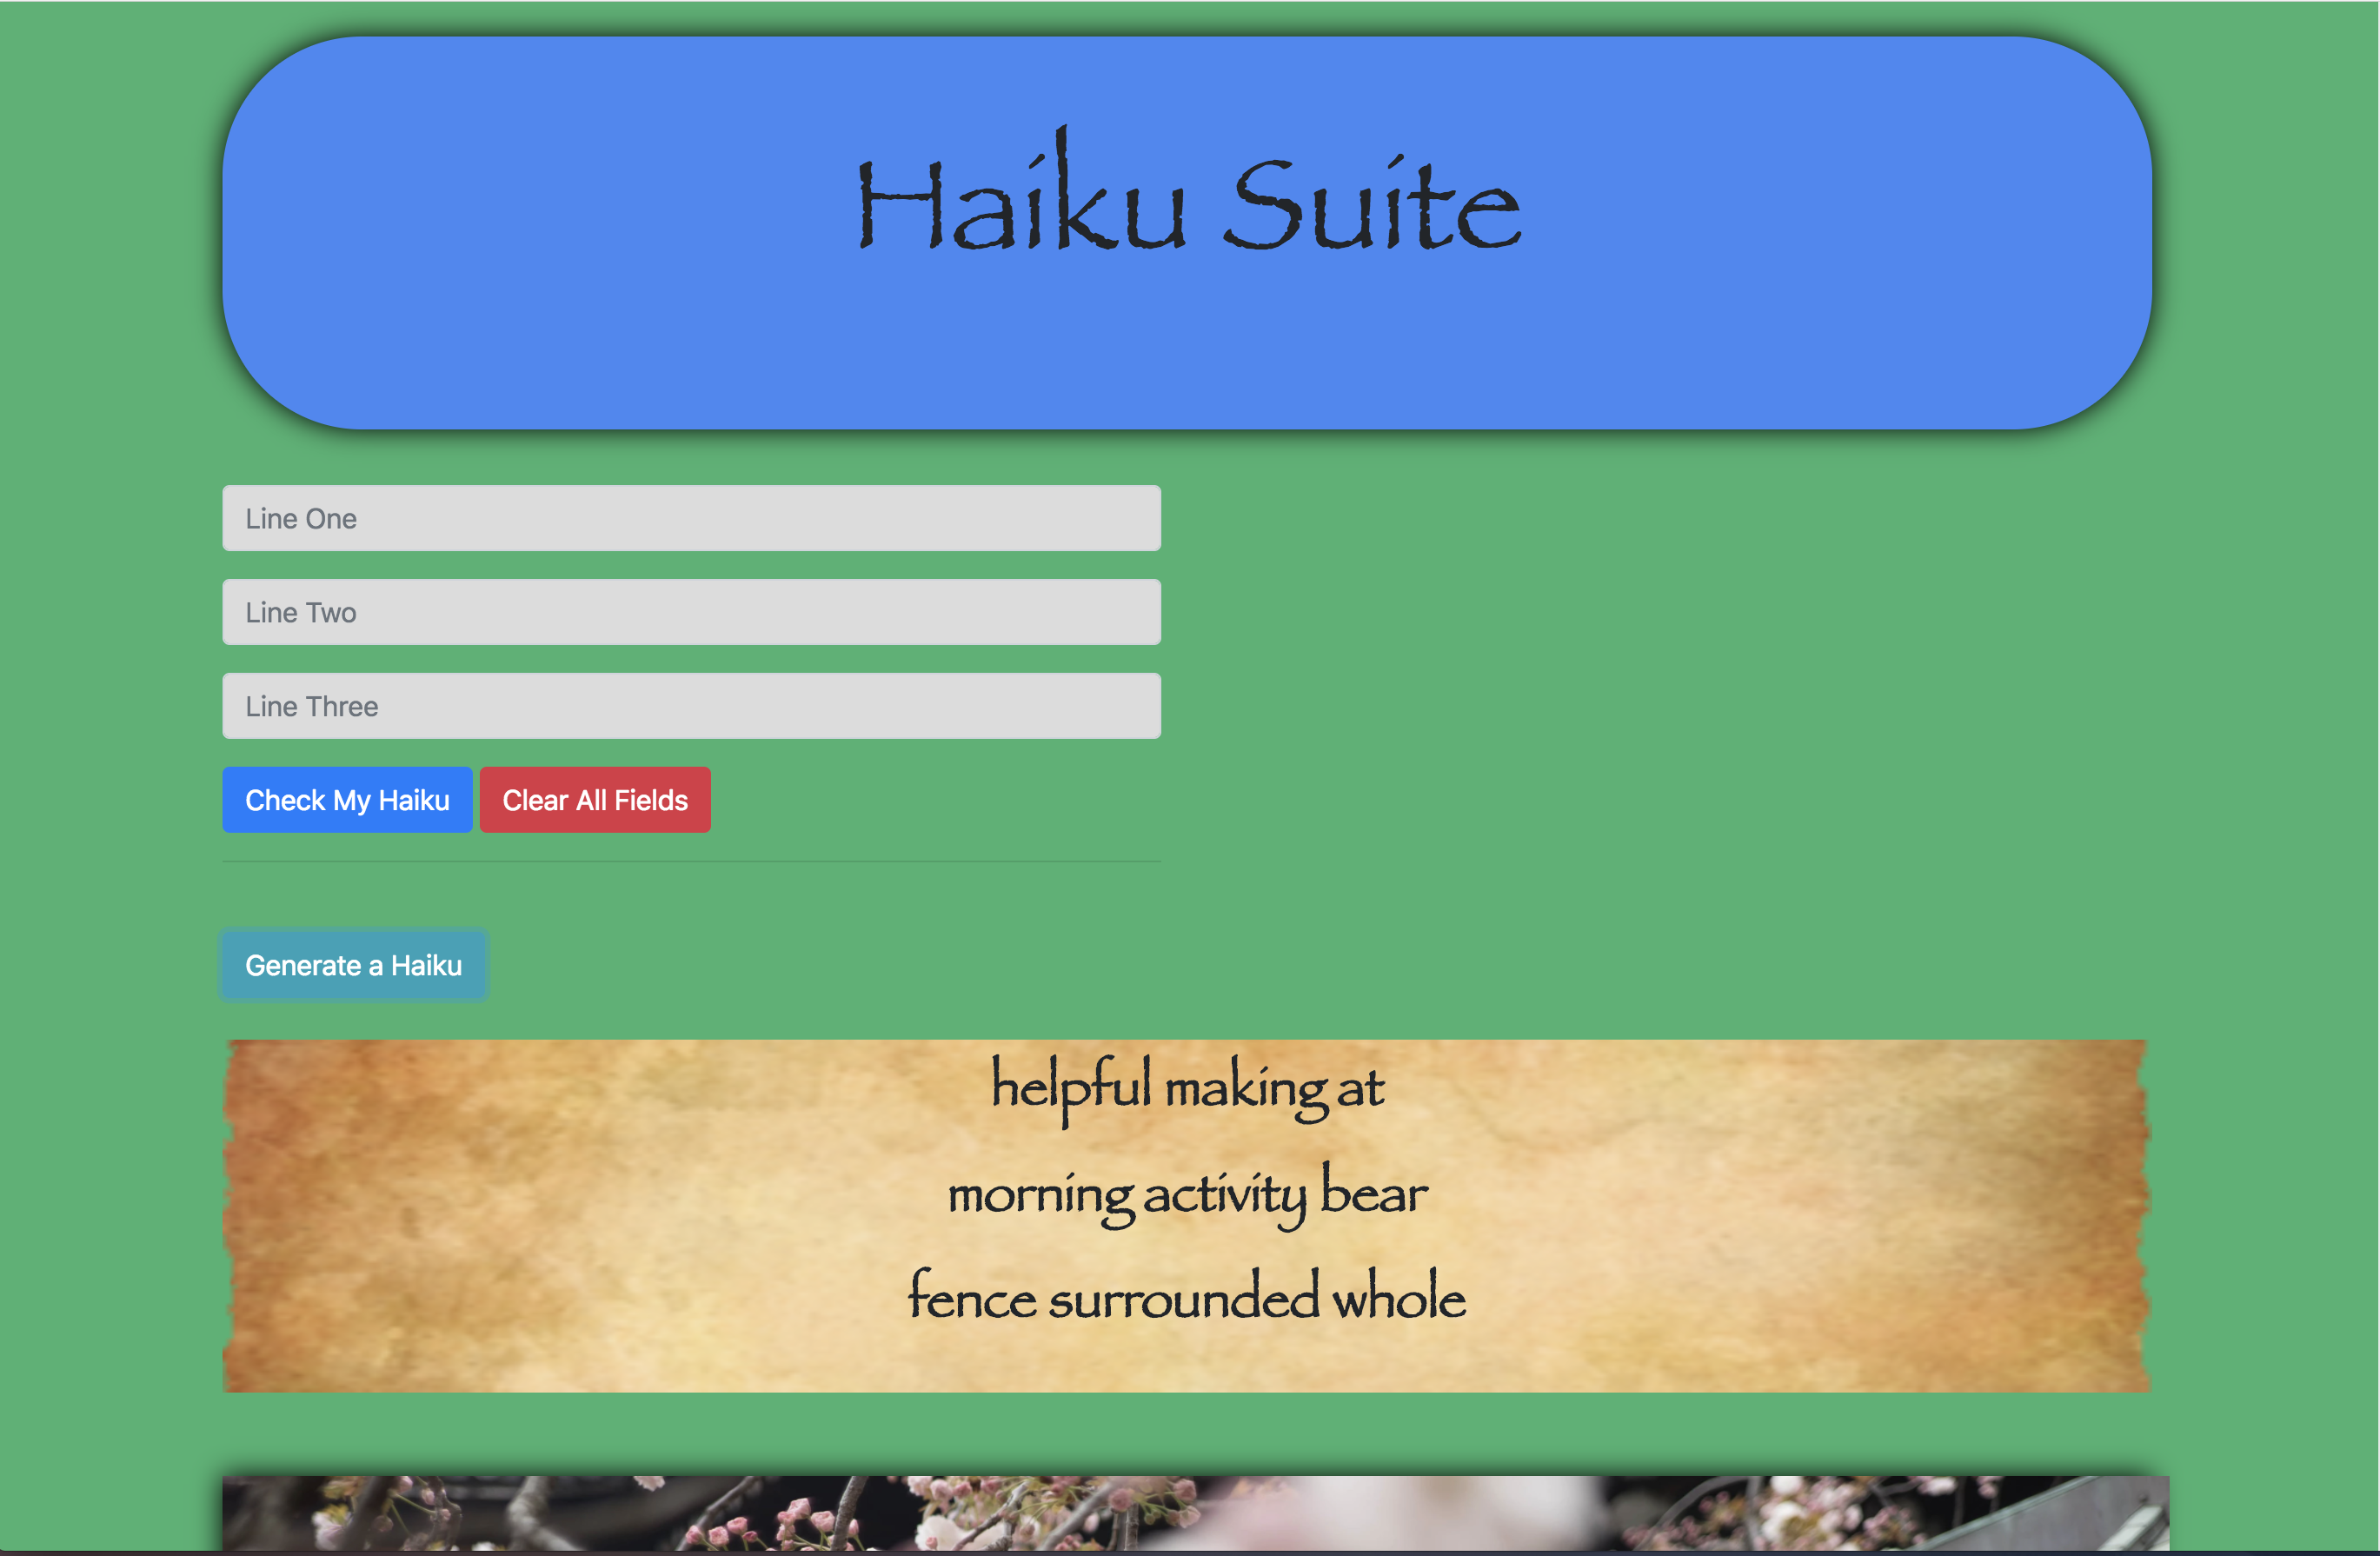 Haiku Suite
Line One
Line Two
Line Three
Check My Haiku Clear All Fields
Generate a Haiku
helpful making at
morning activity bear
fence surrounded whole